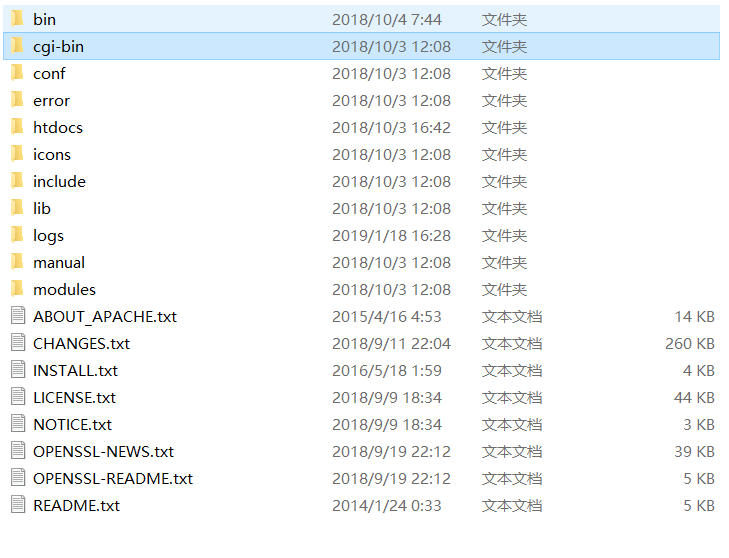 bin 2018/10/4 7:44 文件夹
cgi-bin 2018/10/3 12:08 文件夹
conf 2018/10/3 12:08 文件夹
error 2018/10/3 12:08 文件夹
htdocs 2018/10/3 16:42 文件夹
icons 2018/10/3 12:08 文件夹
include 2018/10/3 12:08 文件夹
lib 2018/10/3 12:08 文件夹
logs 2019/1/18 16:28 文件夹
manual 2018/10/3 12:08 文件夹
modules 2018/10/3 12:08 文件夹
ABOUT_APACHE.txt 2015/4/16 4:53 文本文档 14 KB
CHANGES.txt 2018/9/11 22:04 文本文档 260 KB
INSTALL.txt 2016/5/18 1:59 文本文档 4 KB
LICENSE.txt 2018/9/9 18:34 文本文档 44 KB
NOTICE.txt 2018/9/9 18:34 文本文档 3 KB
OPENSSL-NEWS.txt 2018/9/19 22:12 文本文档 39 KB
OPENSSL-README.txt 2018/9/19 22:12 文本文档 5 KB
README.txt 2014/1/24 0:33 文本文档 5 KB